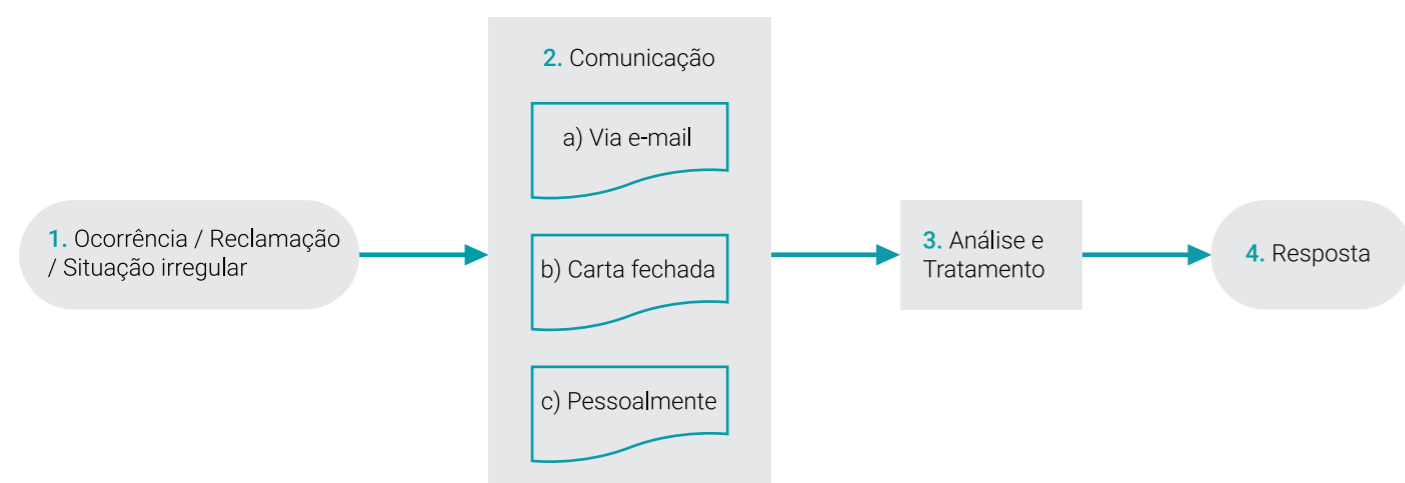 1. Ocorrência / Reclamação
/ Situação irregular
2. Comunicação
a) Via e-mail
b) Carta fechada
c) Pessoalmente
3. Análise e
Tratamento
4. Resposta